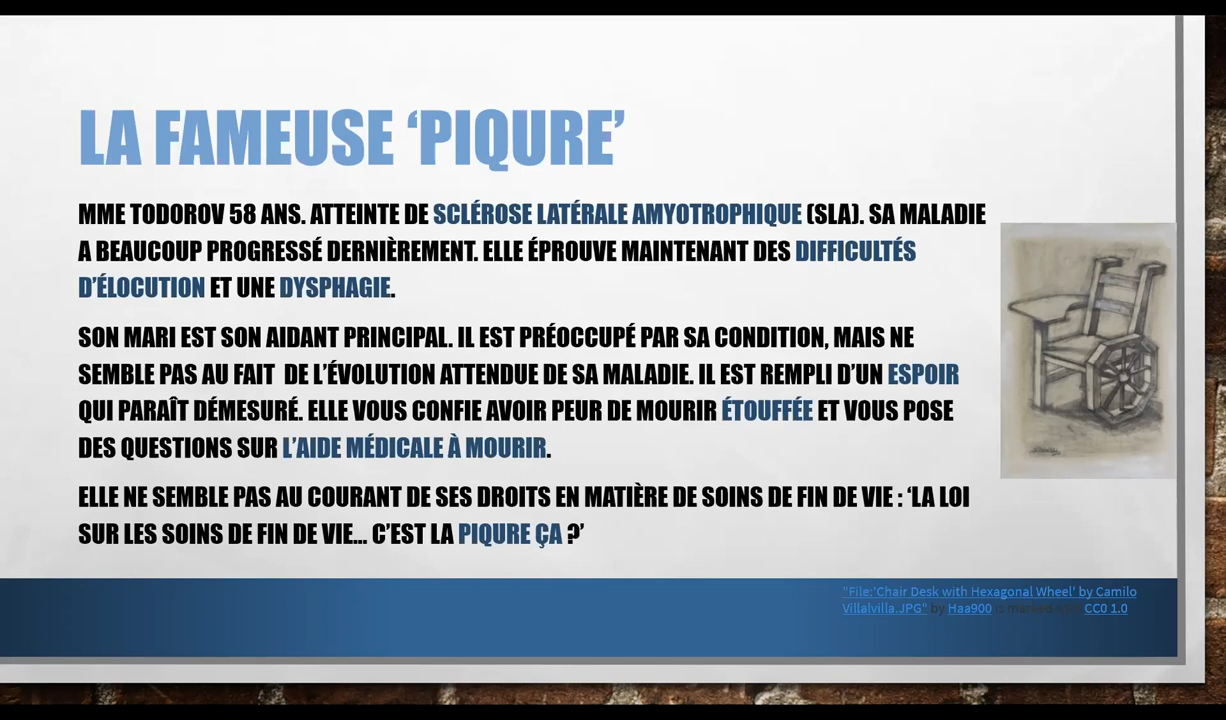 LA FAMEUSE ‘PIQURE’
MME TODOROV 58 ANS. ATTEINTE DE SCLÉROSE LATÉRALE AMYOTROPHIQUE (SLA). SA MALADIE
A BEAUCOUP PROGRESSÉ DERNIÈREMENT. ELLE ÉPROUVE MAINTENANT DES DIFFICULTÉS
D’ÉLOCUTION ET UNE DYSPHAGIE.
SON MARI EST SON AIDANT PRINCIPAL. IL EST PRÉOCCUPÉ PAR SA CONDITION, MAIS NE
SEMBLE PAS AU FAIT DE L’ÉVOLUTION ATTENDUE DE SA MALADIE. IL EST REMPLI D’UN ESPOIR
QUI PARAÎT DÉMESURÉ. ELLE VOUS CONFIE AVOIR PEUR DE MOURIR ÉTOUFFÉE ET VOUS POSE
DES QUESTIONS SUR L’AIDE MÉDICALE À MOURIR.
ELLE NE SEMBLE PAS AU COURANT DE SES DROITS EN MATIÈRE DE SOINS DE FIN DE VIE : ‘LA LOI
SUR LES SOINS DE FIN DE VIE... C’EST LA PIQURE ÇA ?’
"File:'Chair Desk with Hexagonal Wheel' by Camilo
Villalvilla.JPG" by Haa900 is marked with CC0 1.0